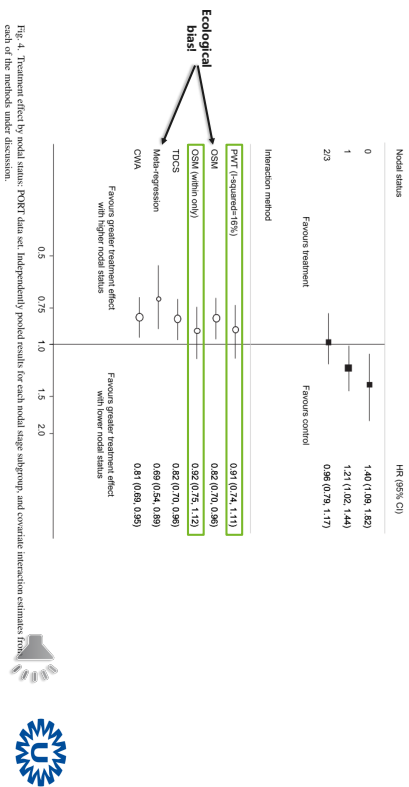 Nodal status
HR (95% CI)
0
1.40 (1.09, 1.82)
1
1.21 (1.02, 1.44)
2/3
0.96 (0.79, 1.17)
Favours treatment
Favours control
Interaction method
PWT (I-squared=16%)
0.91 (0.74, 1.11)
OSM
0.82 (0.70, 0.96)
OSM (within only)
0.92 (0.75, 1.12)
TDCS
0.82 (0.70, 0.96)
Meta-regression
0.69 (0.54, 0.89)
CWA
0.81 (0.69, 0.95)
Ecological
bias!
Favours greater treatment effect
with higher nodal status
Favours greater treatment effect
with lower nodal status
0.5
0.75
1.0
1.5
2.0
Fig. 4. Treatment effect by nodal status: PORT data set. Independently pooled results for each nodal stage subgroup, and covariate interaction estimates from
each of the methods under discussion.
U